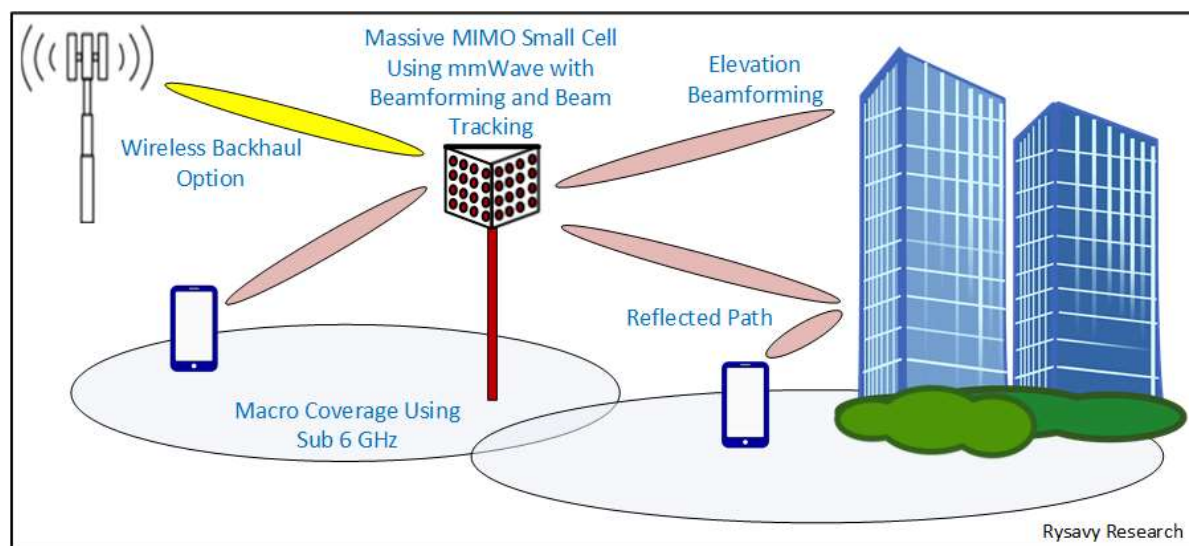 Massive MIMO Small Cell
Using mmWave with
Beamforming and Beam
Tracking
Elevation
Beamforming
Wireless Backhaul
Option
Reflected Path
Macro Coverage Using
Sub 6 GHz
Rysavy Research